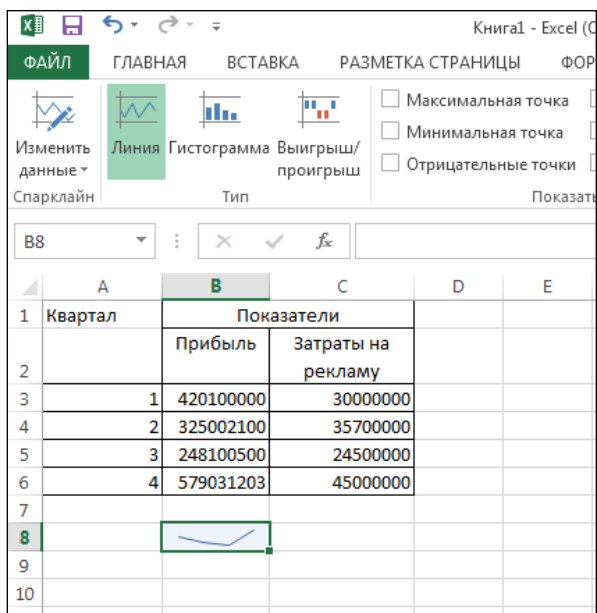 Книга1 - Excel (
ФАЙЛ ГЛАВНАЯ ВСТАВКА РАЗМЕТКА СТРАНИЦЫ ФОР
Изменить данные
Линия
Гистограмма
Выигрыш/
проигрыш
Максимальная точка
Минимальная точка
Отрицательные точки
Спарклайн Тип Показать
B8 fx
A B C D E
1 Квартал Показатели
Прибыль Затраты на
2 рекламу
3 1 420100000 30000000
4 2 325002100 35700000
5 3 248100500 24500000
6 4 579031203 45000000
7
8
9
10